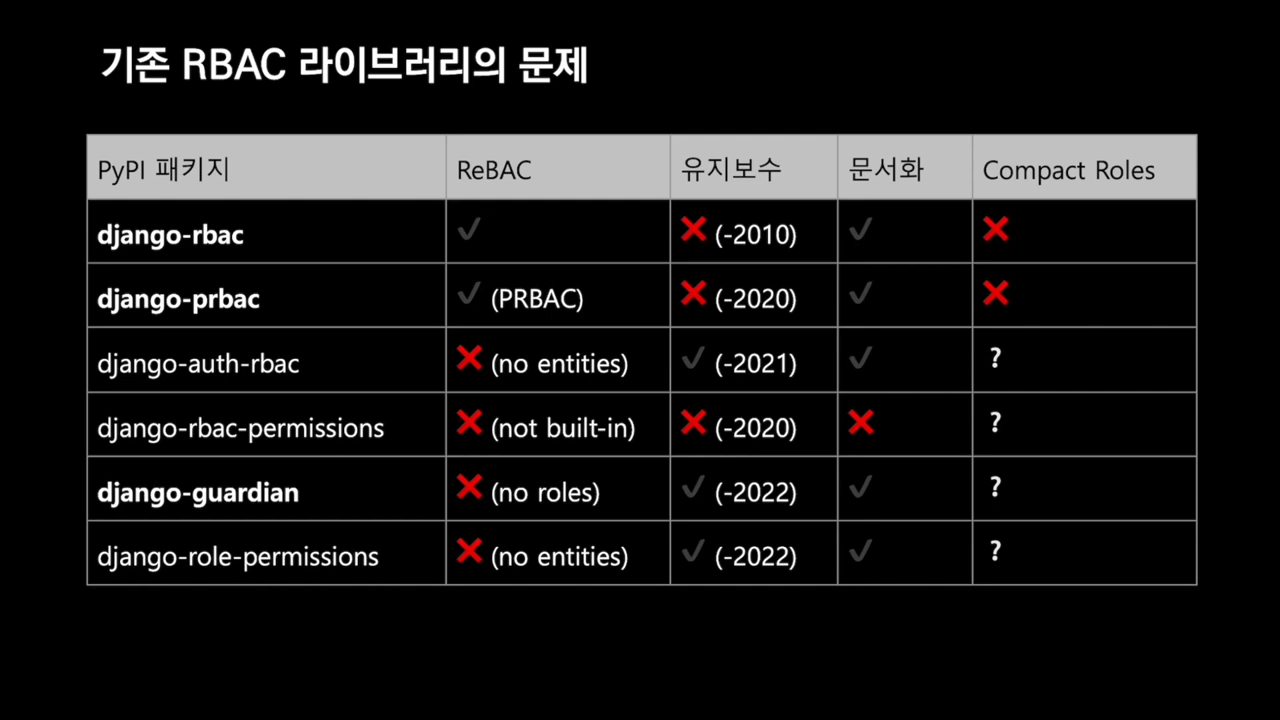 기존 RBAC 라이브러리의 문제
PyPI 패키지 ReBAC 유지보수 문서화 Compact Roles
django-rbac ✓ ❌ (-2010) ✓ ❌
django-prbac ✓ (PRBAC) ❌ (-2020) ✓ ❌
django-auth-rbac ❌ (no entities) ✓ (-2021) ✓ ?
django-rbac-permissions ❌ (not built-in) ❌ (-2020) ❌ ?
django-guardian ❌ (no roles) ✓ (-2022) ✓ ?
django-role-permissions ❌ (no entities) ✓ (-2022) ✓ ?